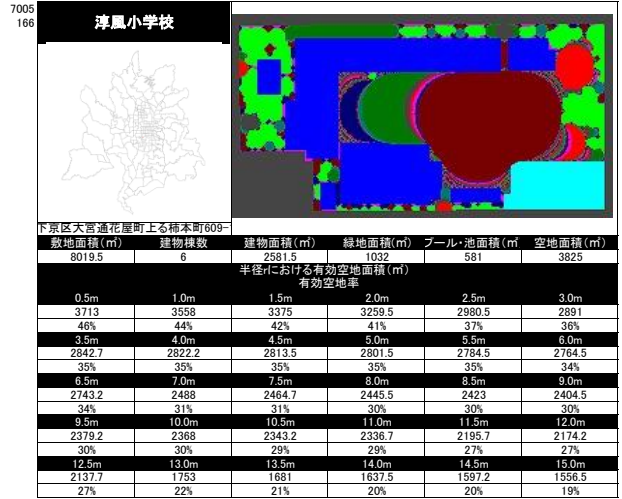 7005
166
淳風小学校
下京区大宮通花屋町上る柿本町609-
敷地面積(㎡) 建物棟数 建物面積(㎡) 緑地面積(㎡) プール・池面積(㎡) 空地面積(㎡)
8019.5 6 2581.5 1032 581 3825
半径rにおける有効空地面積(㎡)
有効空地率
0.5m 1.0m 1.5m 2.0m 2.5m 3.0m
3713 3558 3375 3259.5 2980.5 2891
46% 44% 42% 41% 37% 36%
3.5m 4.0m 4.5m 5.0m 5.5m 6.0m
2842.7 2822.2 2813.5 2801.5 2784.5 2764.5
35% 35% 35% 35% 35% 34%
6.5m 7.0m 7.5m 8.0m 8.5m 9.0m
2743.2 2488 2464.7 2445.5 2423 2404.5
34% 31% 31% 30% 30% 30%
9.5m 10.0m 10.5m 11.0m 11.5m 12.0m
2379.2 2368 2343.2 2336.7 2195.7 2174.2
30% 30% 29% 29% 27% 27%
12.5m 13.0m 13.5m 14.0m 14.5m 15.0m
2137.7 1753 1681 1637.5 1597.2 1556.5
27% 22% 21% 20% 20% 19%